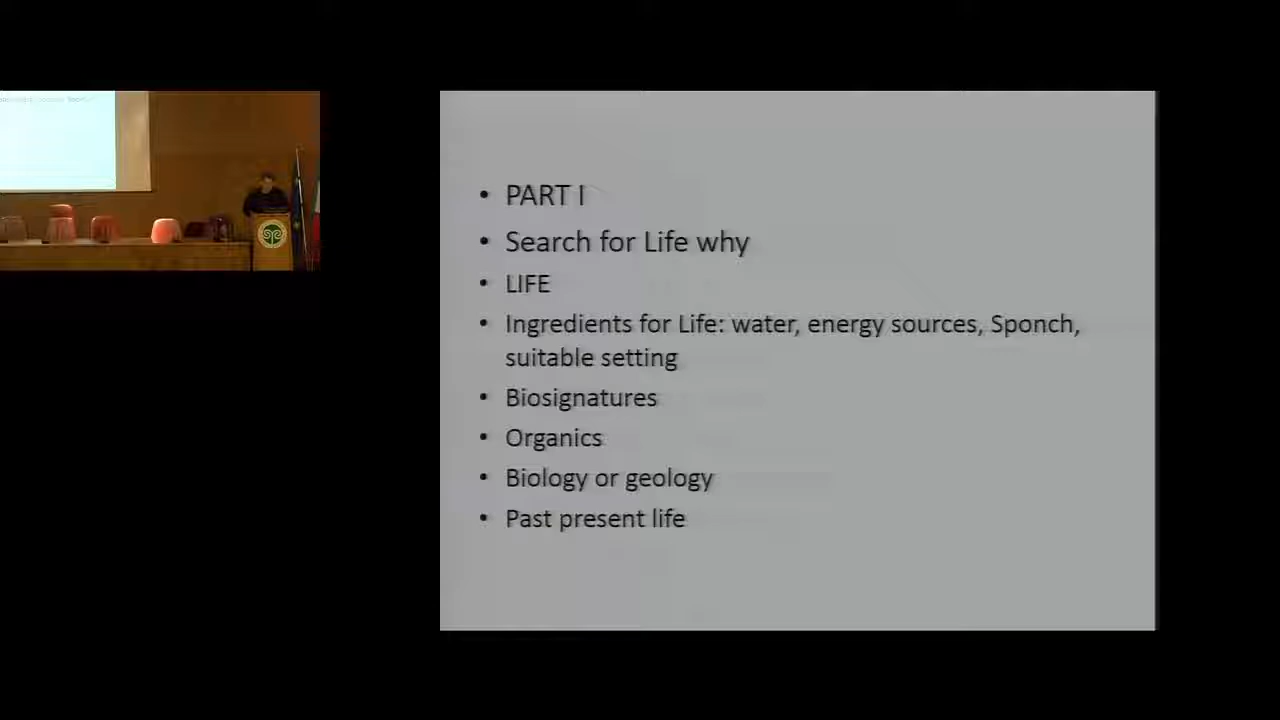 • PART I
• Search for Life why
• LIFE
• Ingredients for Life: water, energy sources, Sponch,
suitable setting
• Biosignatures
• Organics
• Biology or geology
• Past present life